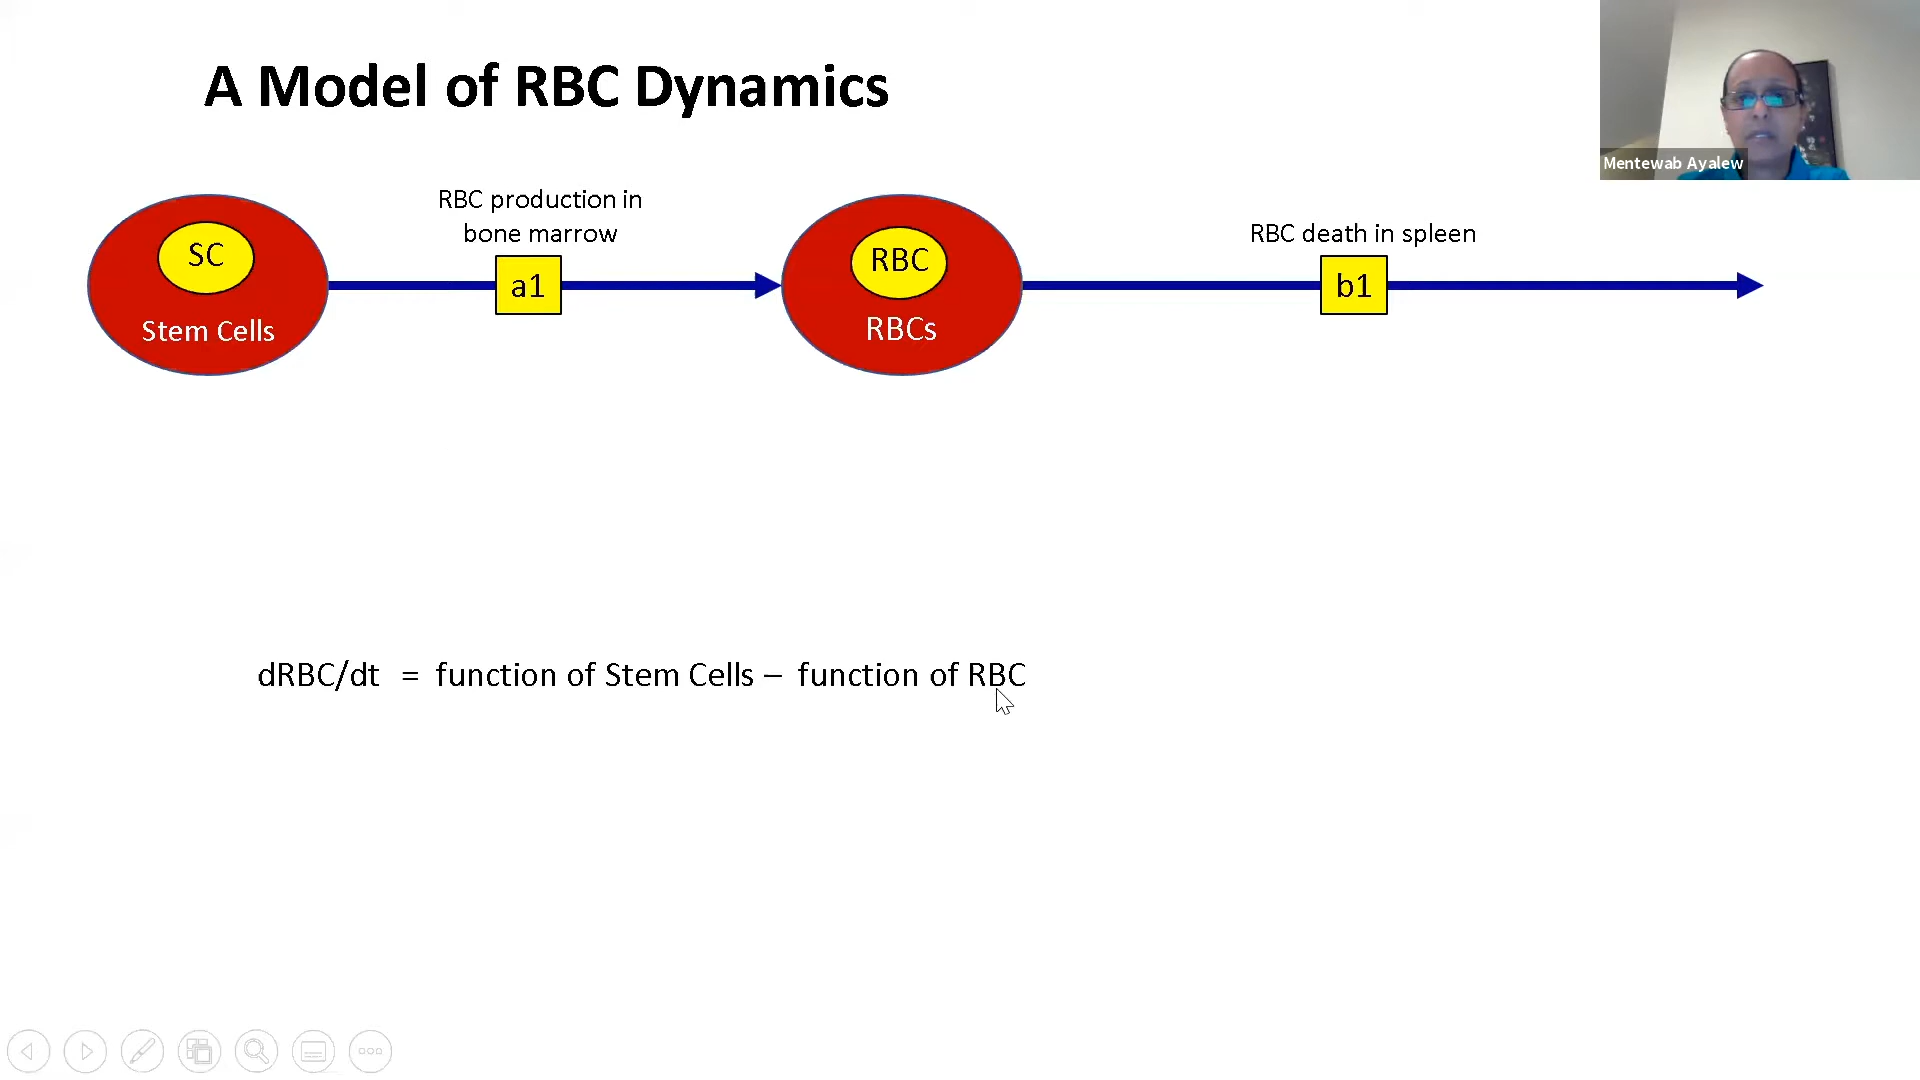 A Model of RBC Dynamics
Mentewab Ayalew
RBC production in
bone marrow
RBC death in spleen
SC
Stem Cells
a1
RBC
RBCs
b1
dRBC/dt = function of Stem Cells – function of RBC